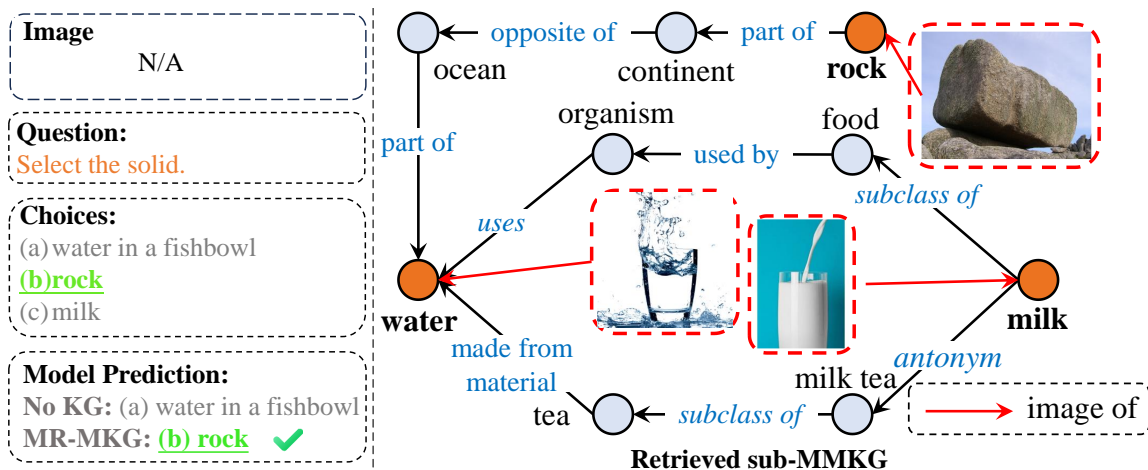 Image
N/A
Question:
Select the solid.
Choices:
(a) water in a fishbowl
(b)rock
(c) milk
Model Prediction:
No KG: (a) water in a fishbowl
MR-MKG: (b) rock
opposite of
part of
ocean
continent
rock
organism
food
part of
used by
subclass of
uses
water
milk
made from
material
antonym
milk tea
tea
subclass of
image of
Retrieved sub-MMKG